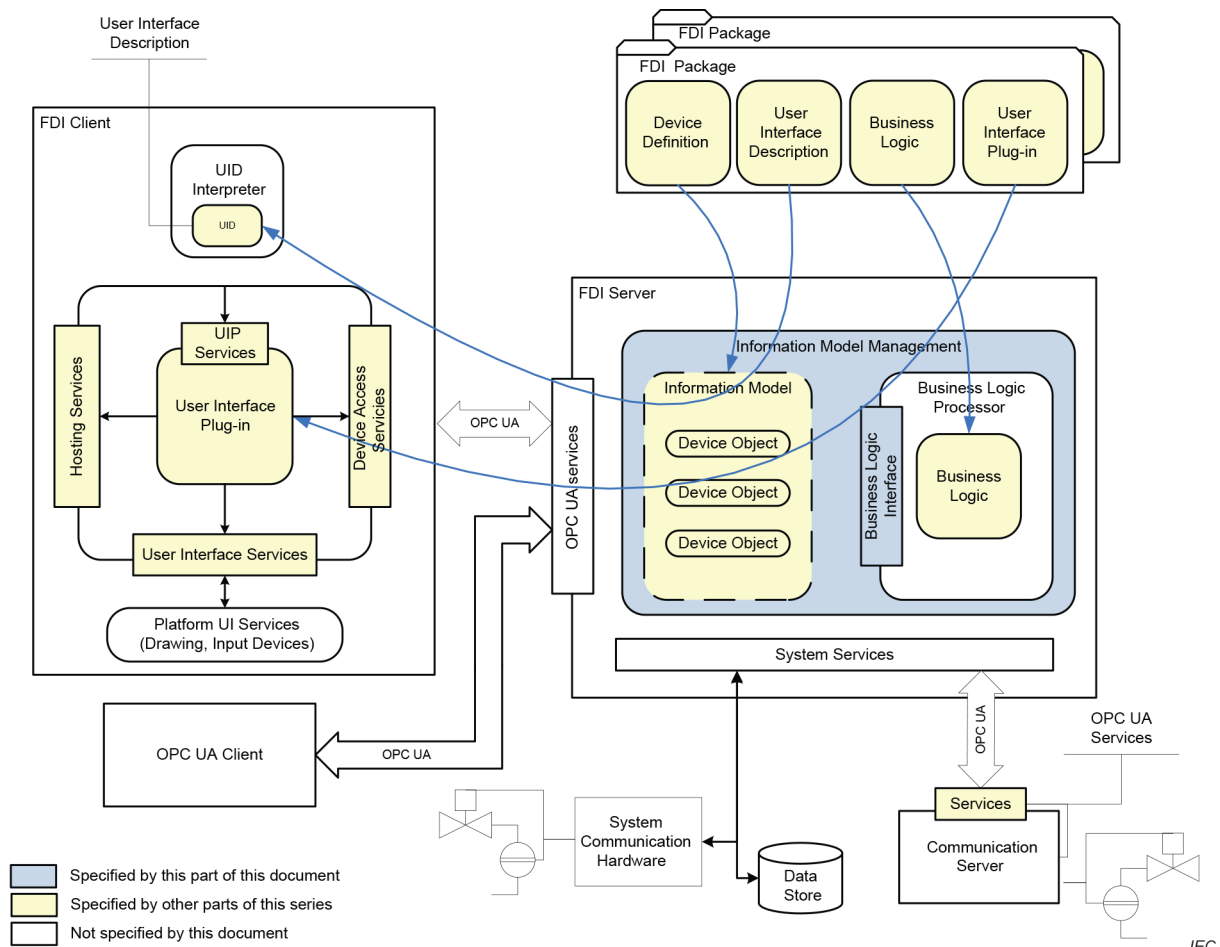 User Interface
Description
FDI Package
FDI Package
Device
Definition
User
Interface
Description
Business
Logic
User
Interface
Plug-in
FDI Client
UID
Interpreter
UID
UIP
Services
Hosting Services
User Interface
Plug-in
Device Access
Servicies
User Interface Services
Platform UI Services
(Drawing, Input Devices)
OPC UA
FDI Server
OPC UA services
Information Model Management
Information Model
Device Object
Device Object
Device Object
Business Logic
Processor
Business Logic
Interface
Business
Logic
System Services
OPC UA Client
OPC UA
OPC UA
OPC UA
Services
Services
Communication
Server
System
Communication
Hardware
Data
Store
Specified by this part of this document
Specified by other parts of this series
Not specified by this document
IEC